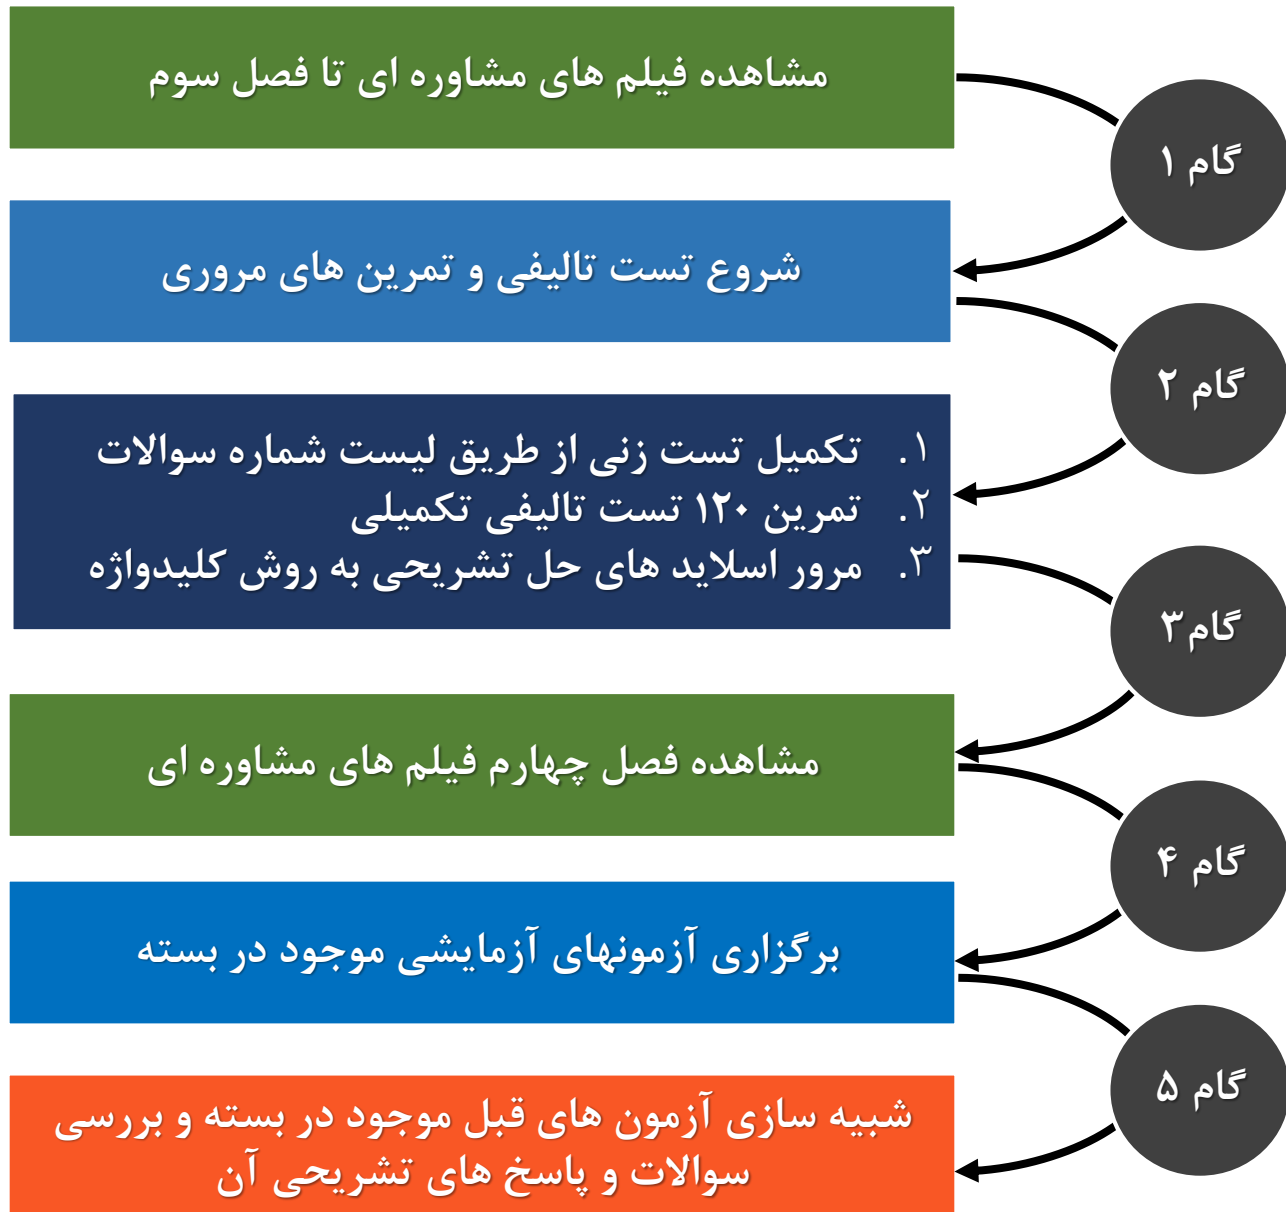 مشاهده فیلم های مشاوره ای تا فصل سوم
گام ۱
شروع تست تالیفی و تمرین های مروری
گام ۲
۱. تکمیل تست زنی از طریق لیست شماره سوالات
۲. تمرین ۱۲۰ تست تالیفی تکمیلی
۳. مرور اسلاید های حل تشریحی به روش کلیدواژه
گام۳
مشاهده فصل چهارم فیلم های مشاوره ای
گام ۴
برگزاری آزمونهای آزمایشی موجود در بسته
گام ۵
شبیه سازی آزمون های قبل موجود در بسته و بررسی
سوالات و پاسخ های تشریحی آن